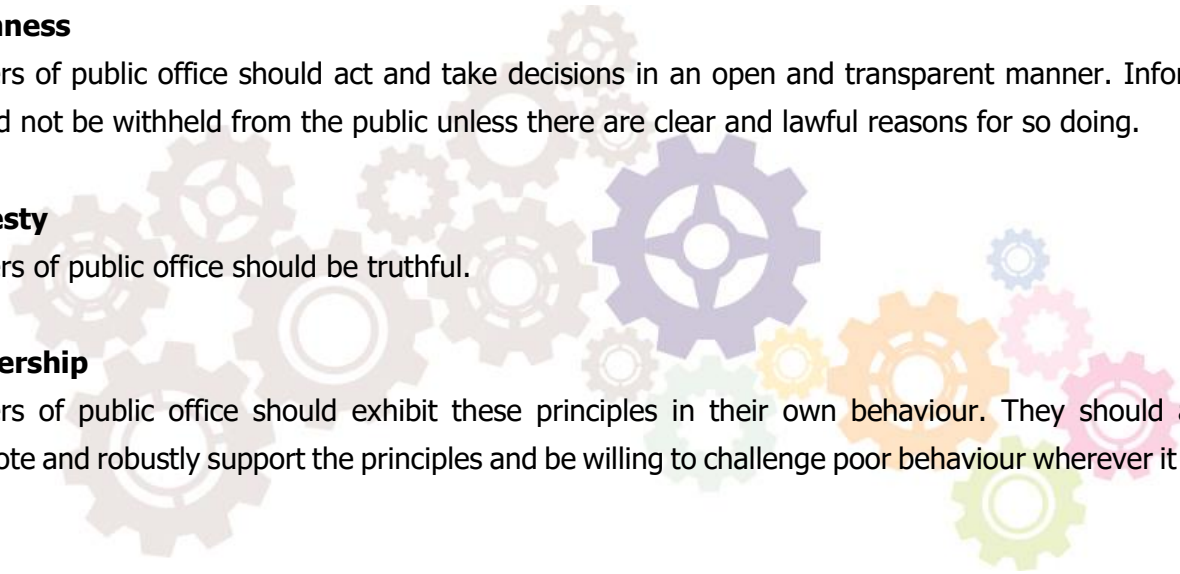 nness
ers of public office should act and take decisions in an open and transparent manner. Infor
d not be withheld from the public unless there are clear and lawful reasons for so doing.
esty
ers of public office should be truthful.
ership
ers of public office should exhibit these principles in their own behaviour. They should a
ote and robustly support the principles and be willing to challenge poor behaviour wherever it